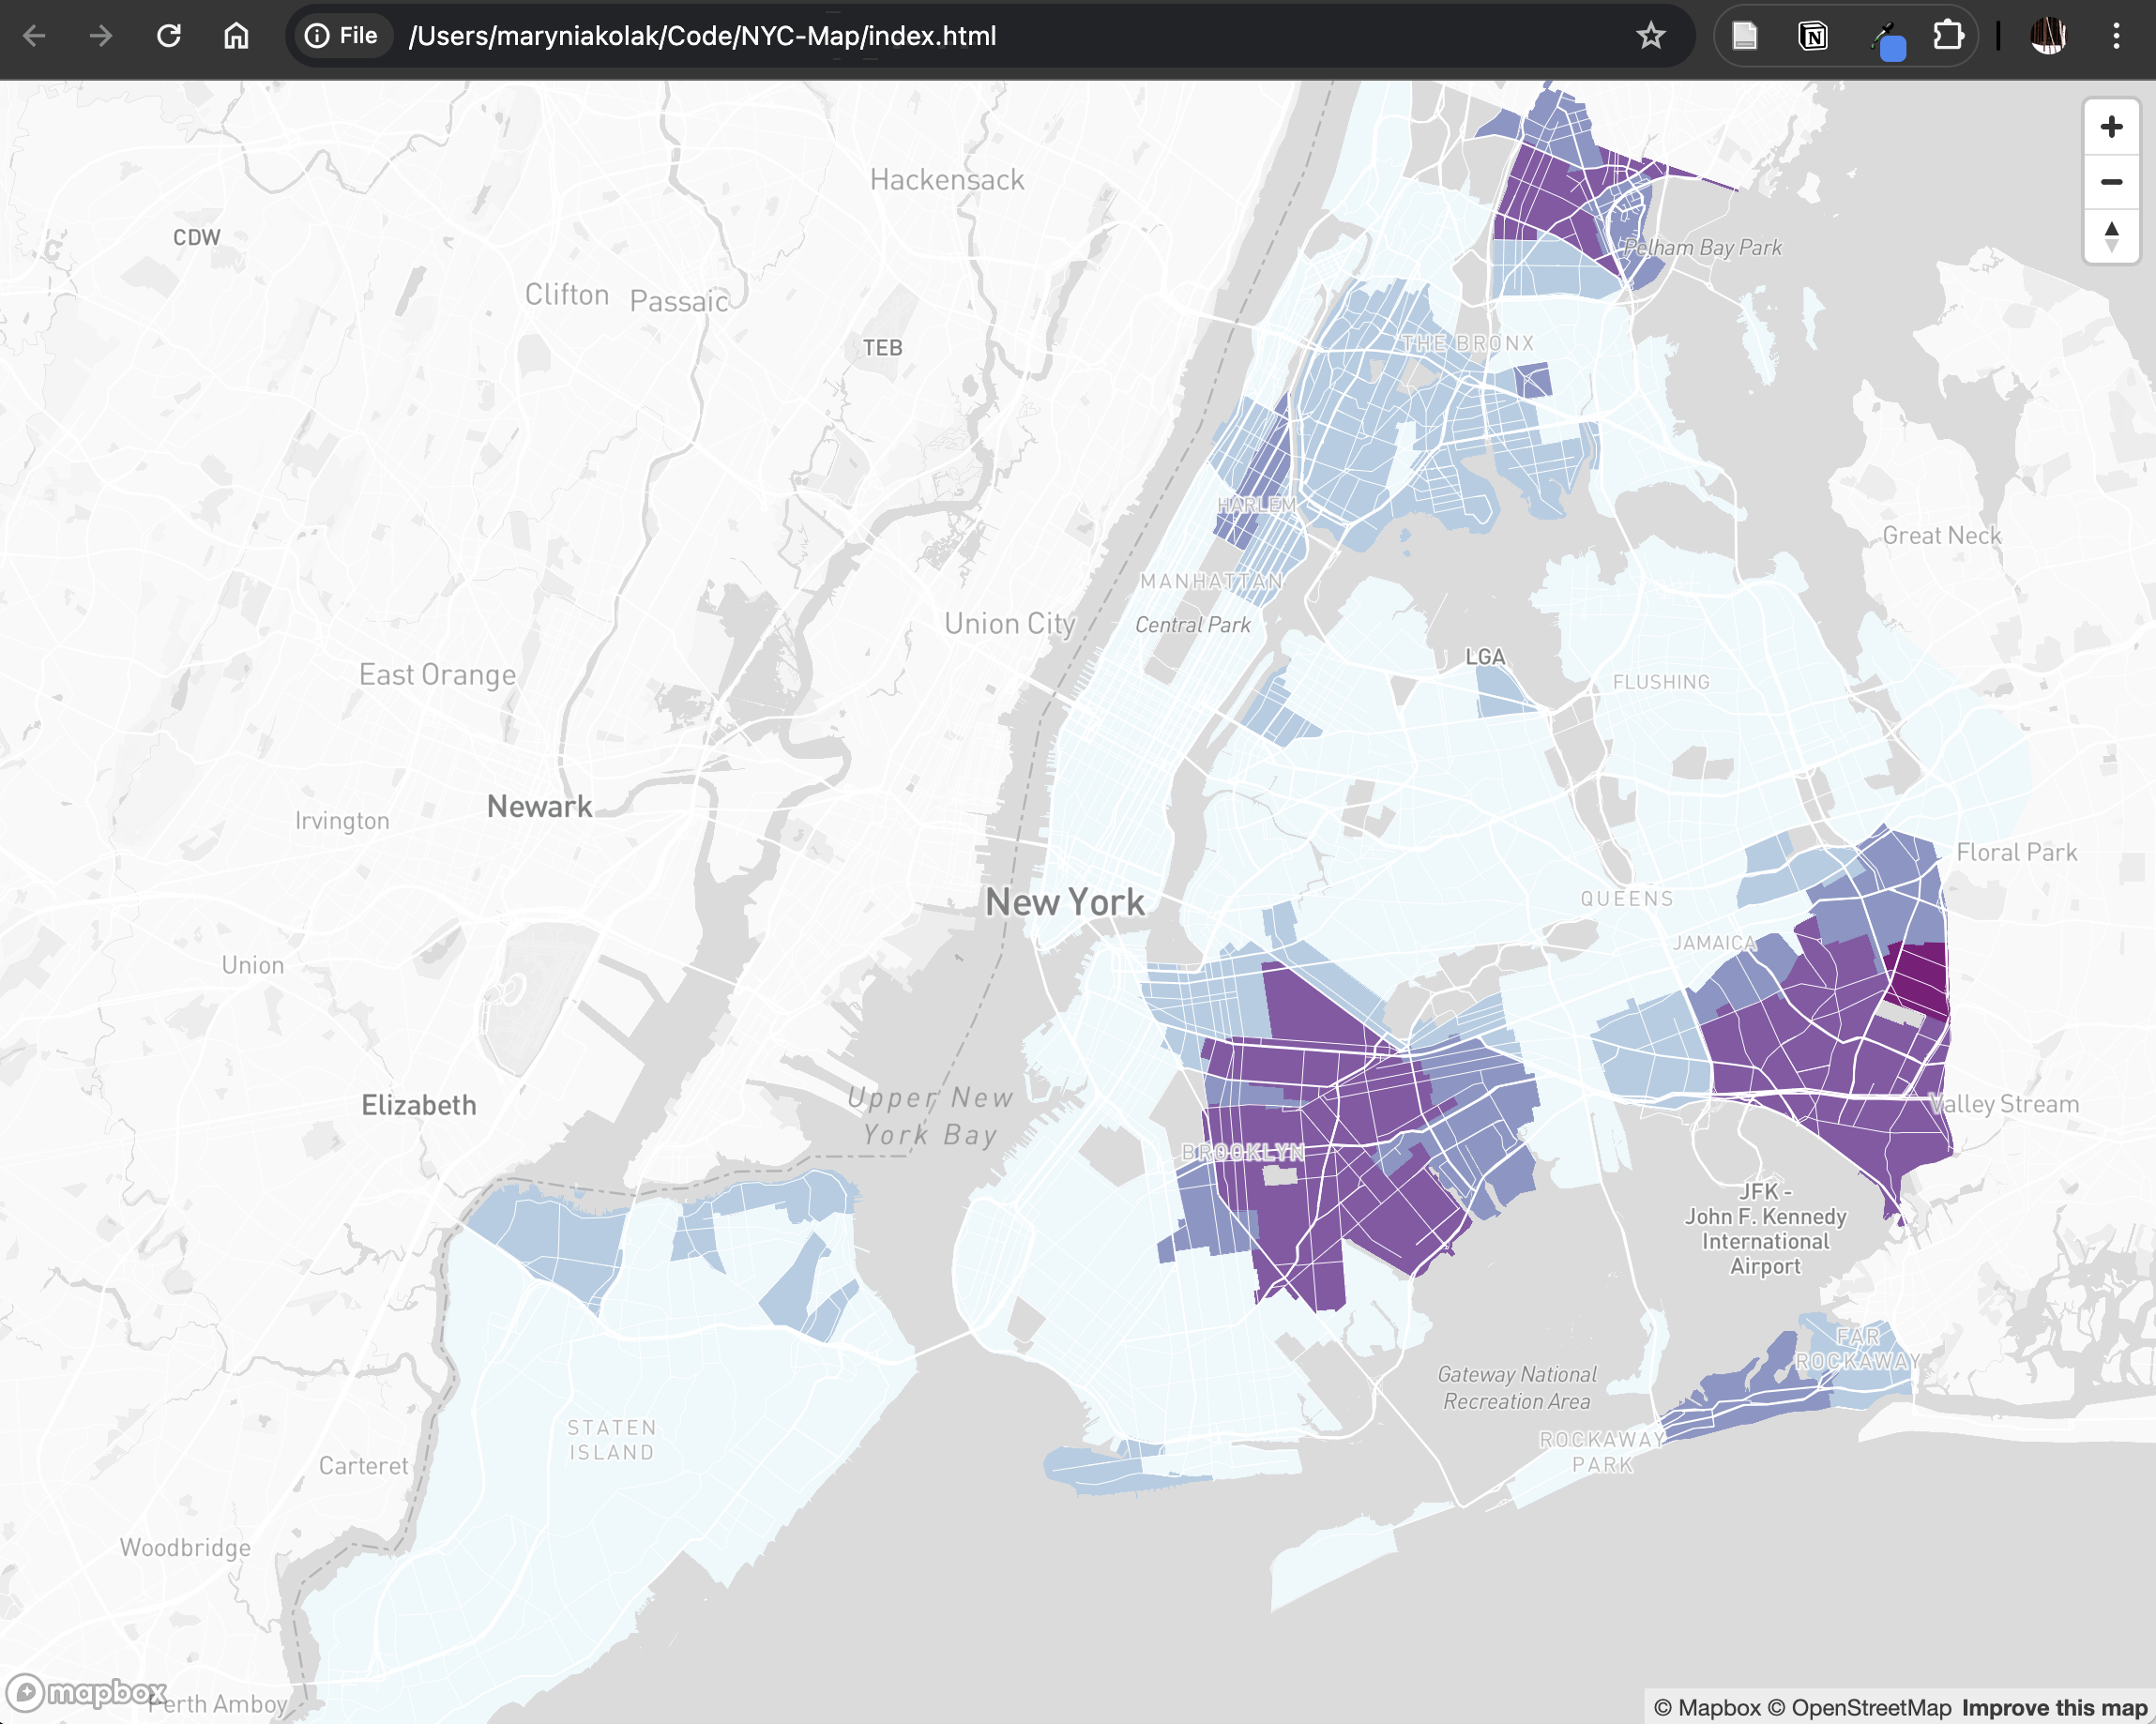 File
/Users/maryniakolak/Code/NYC-Map/index.html
Hackensack
CDW
Pelham Bay Park
Clifton
Passaic
TEB
THE BRONX
HARLEM
Great Neck
MANHATTAN
Union City
Central Park
LGA
East Orange
FLUSHING
Newark
Irvington
Floral Park
New York
QUEENS
JAMAICA
Union
Elizabeth
Upper New
York Bay
Valley Stream
BROOKLYN
JFK -
John F. Kennedy
International
Airport
FAR
ROCKAWAY
Gateway National
Recreation Area
STATEN
ISLAND
ROCKAWAY
PARK
Carteret
Woodbridge
mapbox
Perth Amboy
© Mapbox © OpenStreetMap Improve this map